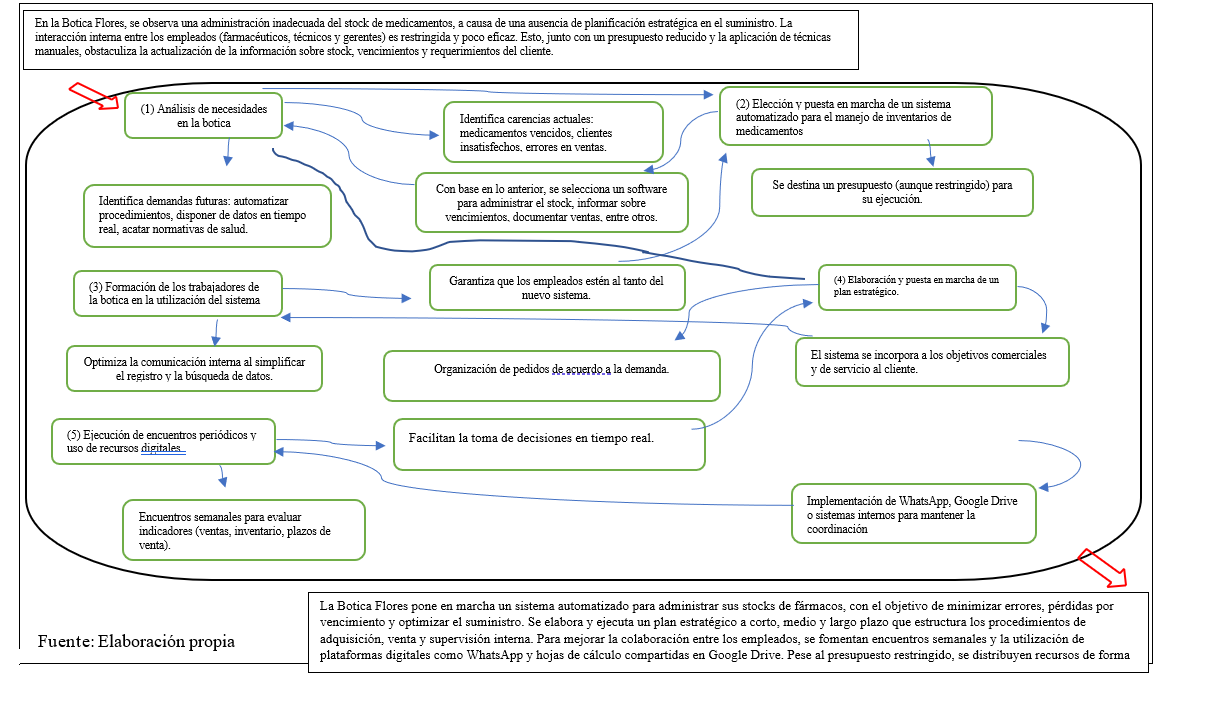 En la Botica Flores, se observa una administración inadecuada del stock de medicamentos, a causa de una ausencia de planificación estratégica en el suministro. La
interacción interna entre los empleados (farmacéuticos, técnicos y gerentes) es restringida y poco eficaz. Esto, junto con un presupuesto reducido y la aplicación de técnicas
manuales, obstaculiza la actualización de la información sobre stock, vencimientos y requerimientos del cliente.
(1) Análisis de necesidades
en la botica
Identifica carencias actuales:
medicamentos vencidos, clientes
insatisfechos, errores en ventas.
(2) Elección y puesta en marcha de un sistema
automatizado para el manejo de inventarios de
medicamentos
Identifica demandas futuras: automatizar
procedimientos, disponer de datos en tiempo
real, acatar normativas de salud.
Con base en lo anterior, se selecciona un software
para administrar el stock, informar sobre
vencimientos, documentar ventas, entre otros.
Se destina un presupuesto (aunque restringido) para
su ejecución.
(3) Formación de los trabajadores de
la botica en la utilización del sistema
Garantiza que los empleados estén al tanto del
nuevo sistema.
(4) Elaboración y puesta en marcha de un
plan estratégico.
Optimiza la comunicación interna al simplificar
el registro y la búsqueda de datos.
Organización de pedidos de acuerdo a la demanda.
El sistema se incorpora a los objetivos comerciales
y de servicio al cliente.
(5) Ejecución de encuentros periódicos y
uso de recursos digitales..
Facilitan la toma de decisiones en tiempo real.
Encuentros semanales para evaluar
indicadores (ventas, inventario, plazos de
venta).
Implementación de WhatsApp, Google Drive
o sistemas internos para mantener la
coordinación
La Botica Flores pone en marcha un sistema automatizado para administrar sus stocks de fármacos, con el objetivo de minimizar errores, pérdidas por
vencimiento y optimizar el suministro. Se elabora y ejecuta un plan estratégico a corto, medio y largo plazo que estructura los procedimientos de
adquisición, venta y supervisión interna. Para mejorar la colaboración entre los empleados, se fomentan encuentros semanales y la utilización de
plataformas digitales como WhatsApp y hojas de cálculo compartidas en Google Drive. Pese al presupuesto restringido, se distribuyen recursos de forma
Fuente: Elaboración propia